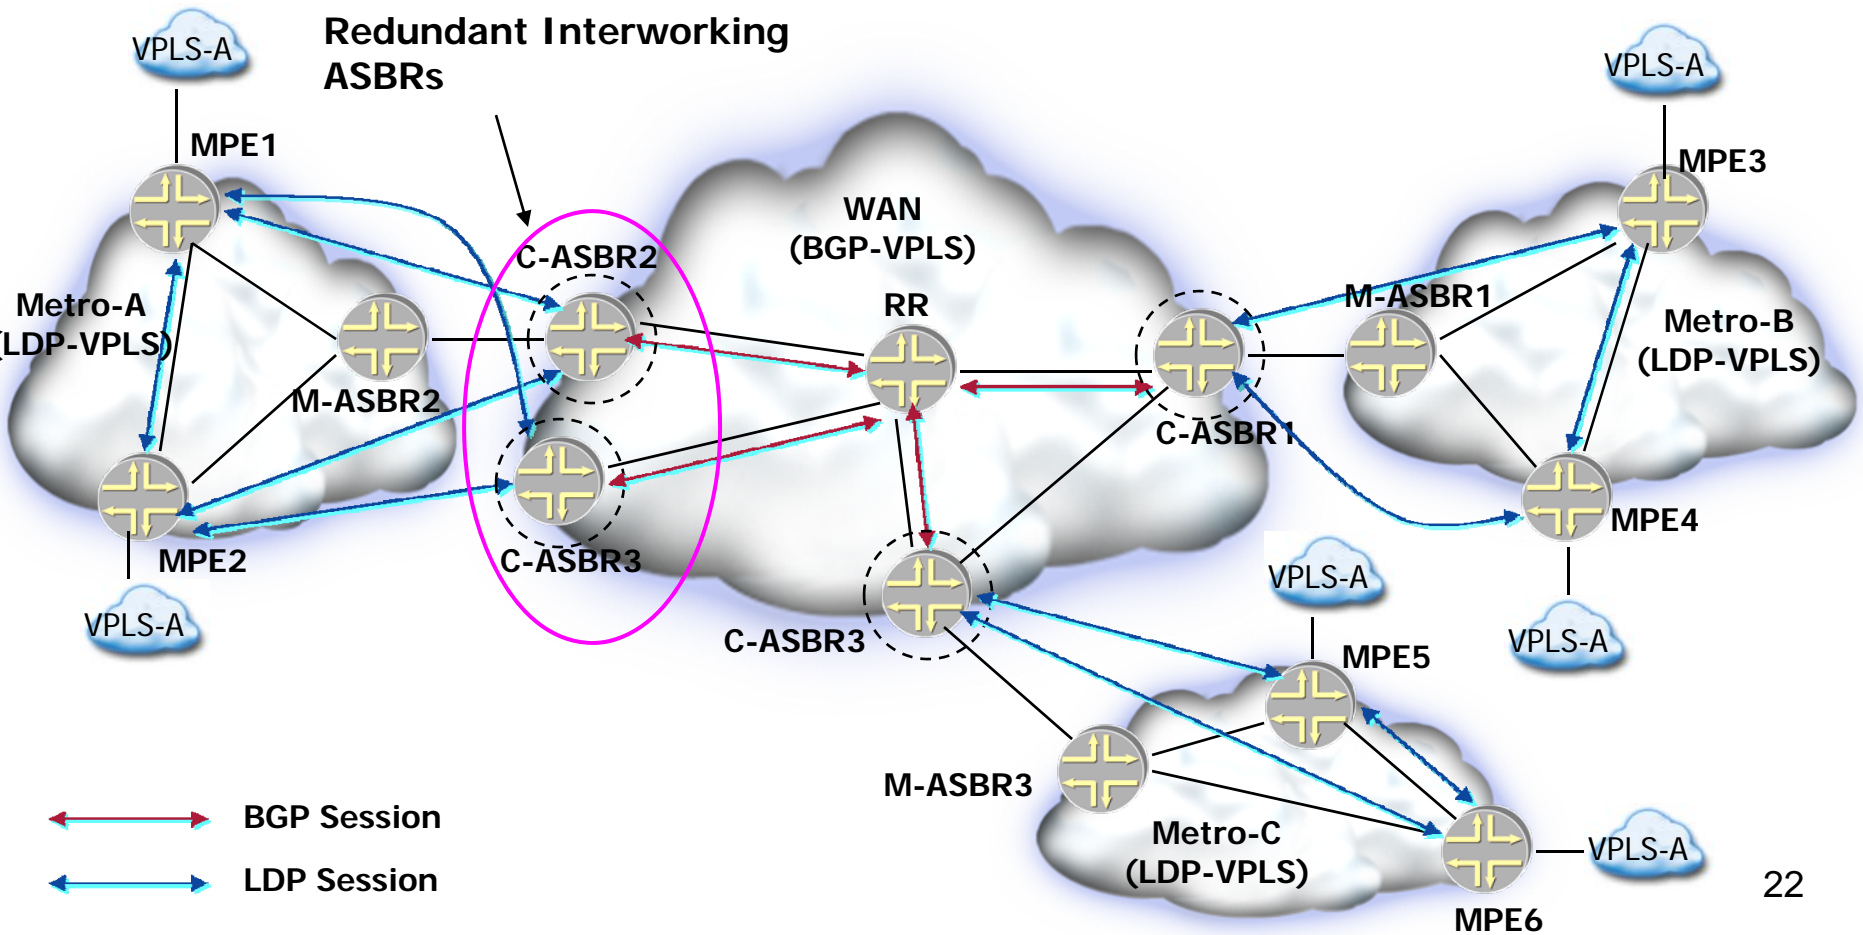 Redundant Interworking
ASBRs
VPLS-A
VPLS-A
MPE1
MPE3
WAN
(BGP-VPLS)
C-ASBR2
RR
M-ASBR1
Metro-A
(LDP-VPLS)
Metro-B
(LDP-VPLS)
M-ASBR2
C-ASBR1
MPE2
C-ASBR3
MPE4
VPLS-A
VPLS-A
VPLS-A
C-ASBR3
MPE5
M-ASBR3
Metro-C
(LDP-VPLS)
VPLS-A
MPE6
BGP Session
LDP Session
22